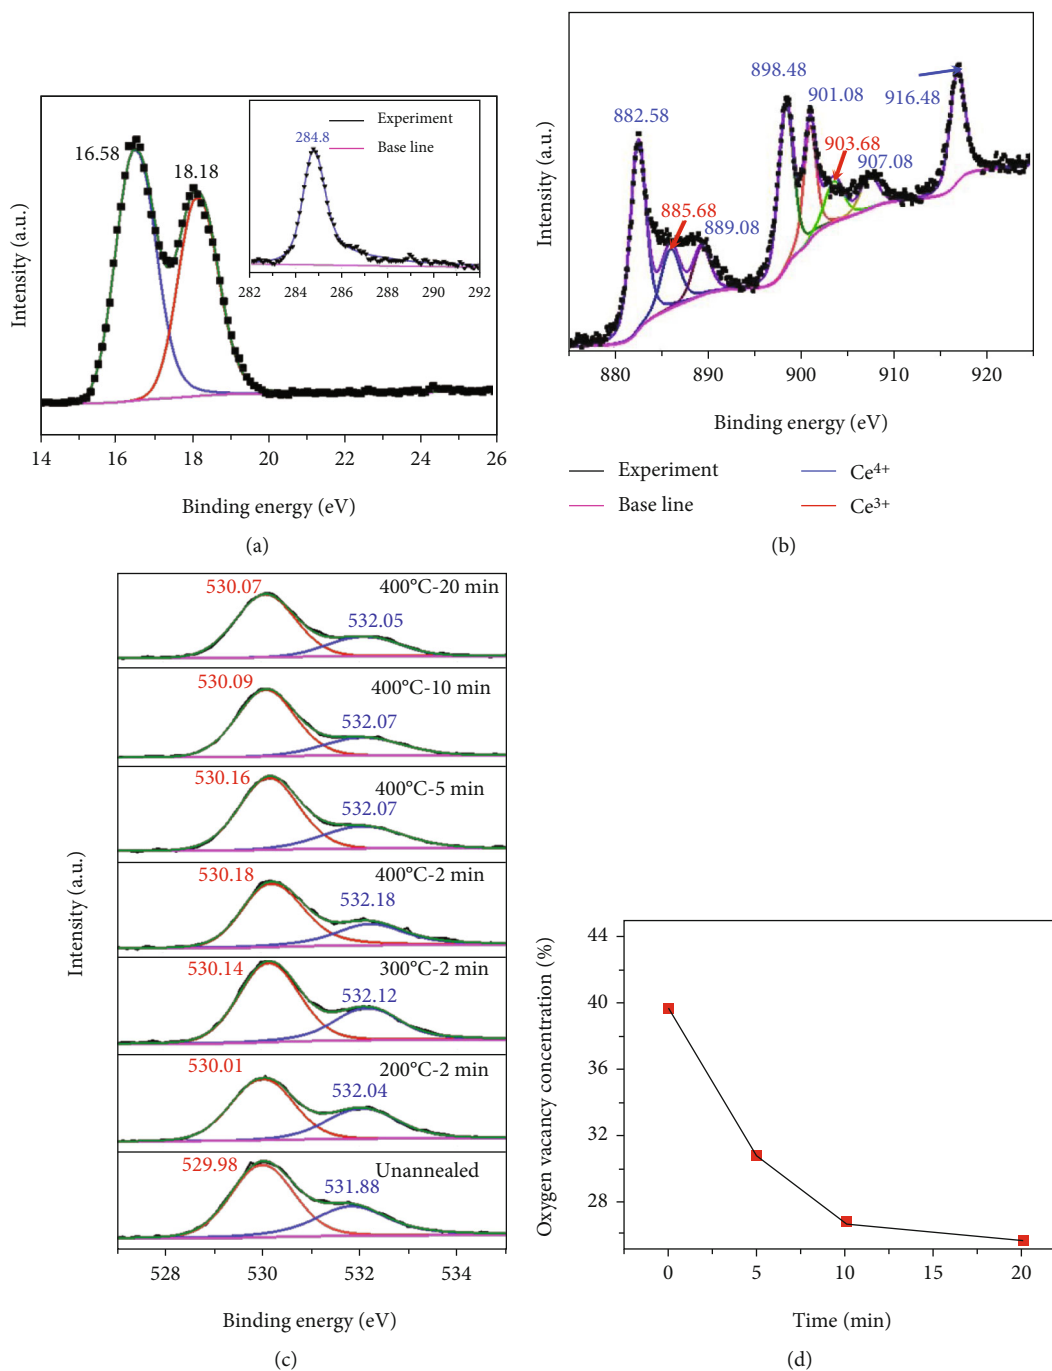 Intensity (a.u.)
16.58
18.18
284.8
Experiment
Base line
282 284 286 288 290 292
14 16 18 20 22 24 26
Binding energy (eV)
(a)
Intensity (a.u.)
882.58
885.68
889.08
898.48
901.08
903.68
907.08
916.48
880 890 900 910 920
Binding energy (eV)
Experiment
Ce⁴⁺
Base line
Ce³⁺
(b)
Intensity (a.u.)
530.07
400°C-20 min
532.05
530.09
400°C-10 min
532.07
530.16
400°C-5 min
532.07
530.18
400°C-2 min
532.18
530.14
300°C-2 min
532.12
530.01
200°C-2 min
532.04
529.98
Unannealed
531.88
528 530 532 534
Binding energy (eV)
(c)
Oxygen vacancy concentration (%)
44
40
36
32
28
0 5 10 15 20
Time (min)
(d)